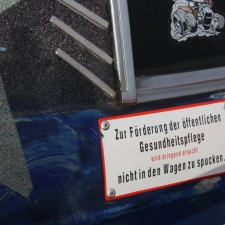 Zur Förderung der öffentlichen
Gesundheitspflege
wird dringend ersucht
nicht in den Wagen zu spucken.